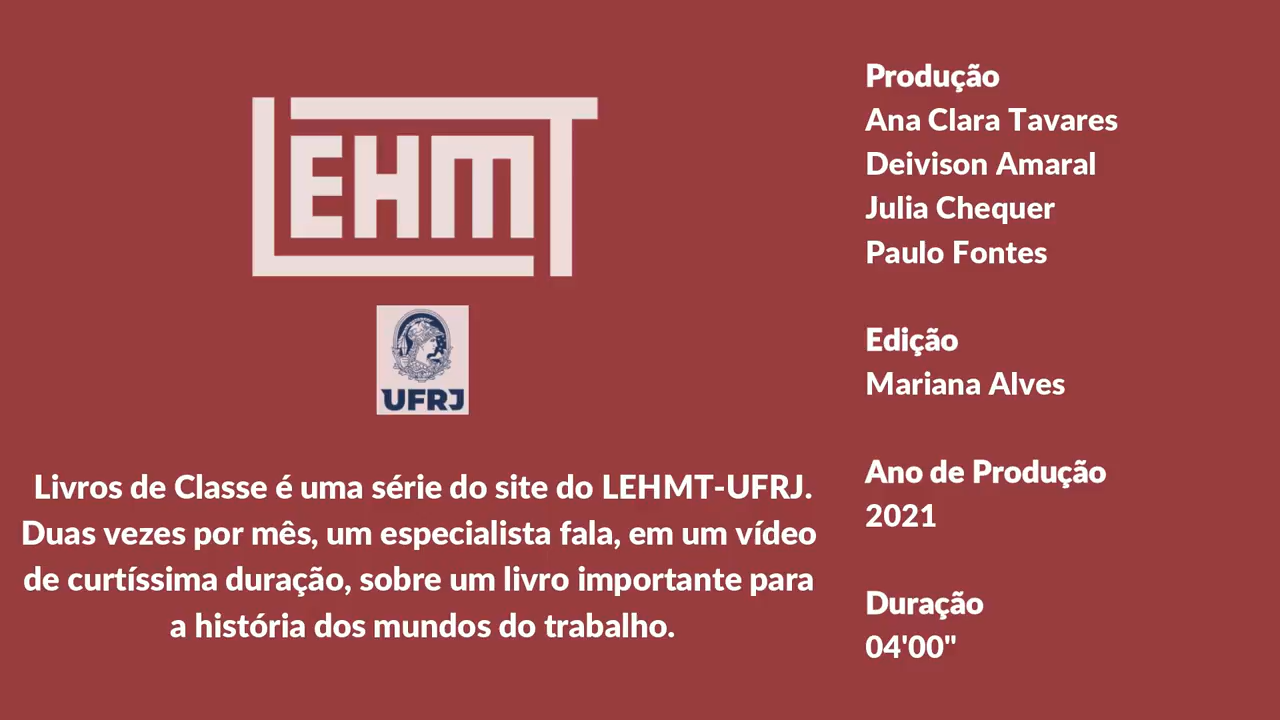 LEHMT
UFRJ
Livros de Classe é uma série do site do LEHMT-UFRJ.
Duas vezes por mês, um especialista fala, em um vídeo
de curtíssima duração, sobre um livro importante para
a história dos mundos do trabalho.
Produção
Ana Clara Tavares
Deivison Amaral
Julia Chequer
Paulo Fontes
Edição
Mariana Alves
Ano de Produção
2021
Duração
04'00"